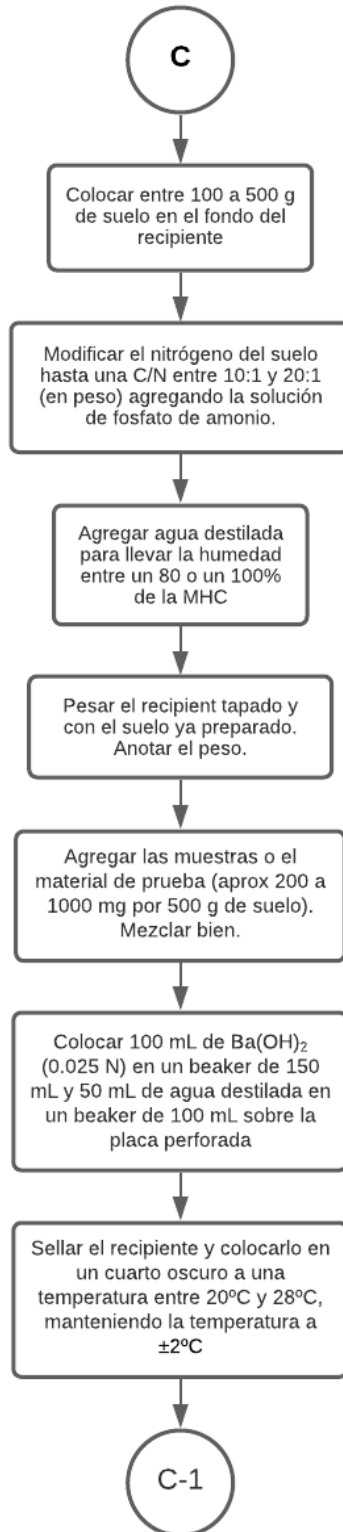 C
Colocar entre 100 a 500 g
de suelo en el fondo del
recipiente
Modificar el nitrógeno del suelo
hasta una C/N entre 10:1 y 20:1
(en peso) agregando la solución
de fosfato de amonio.
Agregar agua destilada
para llevar la humedad
entre un 80 o un 100%
de la MHC
Pesar el recipient tapado y
con el suelo ya preparado.
Anotar el peso.
Agregar las muestras o el
material de prueba (aprox 200 a
1000 mg por 500 g de suelo).
Mezclar bien.
Colocar 100 mL de Ba(OH)₂
(0.025 N) en un beaker de 150
mL y 50 mL de agua destilada en
un beaker de 100 mL sobre la
placa perforada
Sellar el recipiente y colocarlo en
un cuarto oscuro a una
temperatura entre 20ºC y 28ºC,
manteniendo la temperatura a
±2ºC
C-1